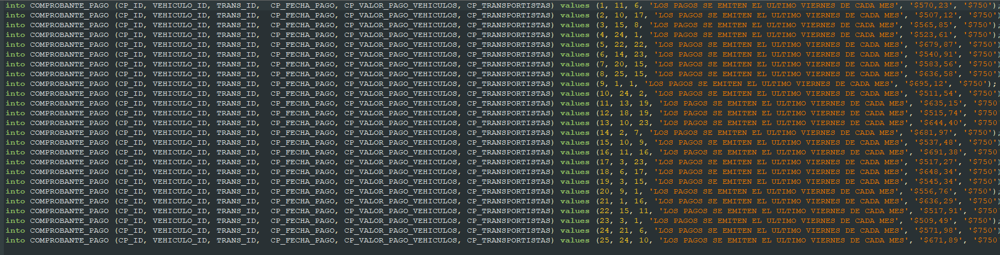 into COMPROBANTE_PAGO (CP_ID, VEHICULO_ID, TRANS_ID,  CP_FECHA_PAGO, CP_VALOR_PAGO_VEHICULOS, CP_TRANSPORTISTAS) values (1, 11, 6, 'LOS PAGOS SE EMITEN EL ULTIMO VIERNES DE CADA MES', '$570,23', '$750');
into COMPROBANTE_PAGO (CP_ID, VEHICULO_ID, TRANS_ID,  CP_FECHA_PAGO, CP_VALOR_PAGO_VEHICULOS, CP_TRANSPORTISTAS) values (2, 10, 17, 'LOS PAGOS SE EMITEN EL ULTIMO VIERNES DE CADA MES', '$507,12', '$750')
into COMPROBANTE_PAGO (CP_ID, VEHICULO_ID, TRANS_ID,  CP_FECHA_PAGO, CP_VALOR_PAGO_VEHICULOS, CP_TRANSPORTISTAS) values (3, 15, 8, 'LOS PAGOS SE EMITEN EL ULTIMO VIERNES DE CADA MES', '$565,85', '$750');
into COMPROBANTE_PAGO (CP_ID, VEHICULO_ID, TRANS_ID,  CP_FECHA_PAGO, CP_VALOR_PAGO_VEHICULOS, CP_TRANSPORTISTAS) values (4, 24, 1, 'LOS PAGOS SE EMITEN EL ULTIMO VIERNES DE CADA MES', '$523,61', '$750');
into COMPROBANTE_PAGO (CP_ID, VEHICULO_ID, TRANS_ID,  CP_FECHA_PAGO, CP_VALOR_PAGO_VEHICULOS, CP_TRANSPORTISTAS) values (5, 22, 22, 'LOS PAGOS SE EMITEN EL ULTIMO VIERNES DE CADA MES', '$679,87', '$750')
into COMPROBANTE_PAGO (CP_ID, VEHICULO_ID, TRANS_ID,  CP_FECHA_PAGO, CP_VALOR_PAGO_VEHICULOS, CP_TRANSPORTISTAS) values (6, 14, 23, 'LOS PAGOS SE EMITEN EL ULTIMO VIERNES DE CADA MES', '$540,91', '$750')
into COMPROBANTE_PAGO (CP_ID, VEHICULO_ID, TRANS_ID,  CP_FECHA_PAGO, CP_VALOR_PAGO_VEHICULOS, CP_TRANSPORTISTAS) values (7, 20, 15, 'LOS PAGOS SE EMITEN EL ULTIMO VIERNES DE CADA MES', '$583,56', '$750')
into COMPROBANTE_PAGO (CP_ID, VEHICULO_ID, TRANS_ID,  CP_FECHA_PAGO, CP_VALOR_PAGO_VEHICULOS, CP_TRANSPORTISTAS) values (8, 25, 15, 'LOS PAGOS SE EMITEN EL ULTIMO VIERNES DE CADA MES', '$636,58', '$750')
into COMPROBANTE_PAGO (CP_ID, VEHICULO_ID, TRANS_ID,  CP_FECHA_PAGO, CP_VALOR_PAGO_VEHICULOS, CP_TRANSPORTISTAS) values (9, 1, 1, 'LOS PAGOS SE EMITEN EL ULTIMO VIERNES DE CADA MES', '$695,12', '$750');
into COMPROBANTE_PAGO (CP_ID, VEHICULO_ID, TRANS_ID,  CP_FECHA_PAGO, CP_VALOR_PAGO_VEHICULOS, CP_TRANSPORTISTAS) values (10, 24, 2, 'LOS PAGOS SE EMITEN EL ULTIMO VIERNES DE CADA MES', '$511,54', '$750')
into COMPROBANTE_PAGO (CP_ID, VEHICULO_ID, TRANS_ID,  CP_FECHA_PAGO, CP_VALOR_PAGO_VEHICULOS, CP_TRANSPORTISTAS) values (11, 13, 19, 'LOS PAGOS SE EMITEN EL ULTIMO VIERNES DE CADA MES', '$635,15', '$750
into COMPROBANTE_PAGO (CP_ID, VEHICULO_ID, TRANS_ID,  CP_FECHA_PAGO, CP_VALOR_PAGO_VEHICULOS, CP_TRANSPORTISTAS) values (12, 18, 19, 'LOS PAGOS SE EMITEN EL ULTIMO VIERNES DE CADA MES', '$515,74', '$750
into COMPROBANTE_PAGO (CP_ID, VEHICULO_ID, TRANS_ID,  CP_FECHA_PAGO, CP_VALOR_PAGO_VEHICULOS, CP_TRANSPORTISTAS) values (13, 10, 23, 'LOS PAGOS SE EMITEN EL ULTIMO VIERNES DE CADA MES', '$644,40', '$750
into COMPROBANTE_PAGO (CP_ID, VEHICULO_ID, TRANS_ID,  CP_FECHA_PAGO, CP_VALOR_PAGO_VEHICULOS, CP_TRANSPORTISTAS) values (14, 2, 7, 'LOS PAGOS SE EMITEN EL ULTIMO VIERNES DE CADA MES', '$681,97', '$750');
into COMPROBANTE_PAGO (CP_ID, VEHICULO_ID, TRANS_ID,  CP_FECHA_PAGO, CP_VALOR_PAGO_VEHICULOS, CP_TRANSPORTISTAS) values (15, 10, 9, 'LOS PAGOS SE EMITEN EL ULTIMO VIERNES DE CADA MES', '$537,48', '$750')
into COMPROBANTE_PAGO (CP_ID, VEHICULO_ID, TRANS_ID,  CP_FECHA_PAGO, CP_VALOR_PAGO_VEHICULOS, CP_TRANSPORTISTAS) values (16, 11, 16, 'LOS PAGOS SE EMITEN EL ULTIMO VIERNES DE CADA MES', '$691,38', '$750
into COMPROBANTE_PAGO (CP_ID, VEHICULO_ID, TRANS_ID,  CP_FECHA_PAGO, CP_VALOR_PAGO_VEHICULOS, CP_TRANSPORTISTAS) values (17, 3, 23, 'LOS PAGOS SE EMITEN EL ULTIMO VIERNES DE CADA MES', '$517,27', '$750')
into COMPROBANTE_PAGO (CP_ID, VEHICULO_ID, TRANS_ID,  CP_FECHA_PAGO, CP_VALOR_PAGO_VEHICULOS, CP_TRANSPORTISTAS) values (18, 6, 17, 'LOS PAGOS SE EMITEN EL ULTIMO VIERNES DE CADA MES', '$648,34', '$750')
into COMPROBANTE_PAGO (CP_ID, VEHICULO_ID, TRANS_ID,  CP_FECHA_PAGO, CP_VALOR_PAGO_VEHICULOS, CP_TRANSPORTISTAS) values (19, 3, 15, 'LOS PAGOS SE EMITEN EL ULTIMO VIERNES DE CADA MES', '$545,34', '$750')
into COMPROBANTE_PAGO (CP_ID, VEHICULO_ID, TRANS_ID,  CP_FECHA_PAGO, CP_VALOR_PAGO_VEHICULOS, CP_TRANSPORTISTAS) values (20, 9, 1, 'LOS PAGOS SE EMITEN EL ULTIMO VIERNES DE CADA MES', '$556,76', '$750');
into COMPROBANTE_PAGO (CP_ID, VEHICULO_ID, TRANS_ID,  CP_FECHA_PAGO, CP_VALOR_PAGO_VEHICULOS, CP_TRANSPORTISTAS) values (21, 1, 16, 'LOS PAGOS SE EMITEN EL ULTIMO VIERNES DE CADA MES', '$636,29', '$750')
into COMPROBANTE_PAGO (CP_ID, VEHICULO_ID, TRANS_ID,  CP_FECHA_PAGO, CP_VALOR_PAGO_VEHICULOS, CP_TRANSPORTISTAS) values (22, 15, 11, 'LOS PAGOS SE EMITEN EL ULTIMO VIERNES DE CADA MES', '$517,91', '$750
into COMPROBANTE_PAGO (CP_ID, VEHICULO_ID, TRANS_ID,  CP_FECHA_PAGO, CP_VALOR_PAGO_VEHICULOS, CP_TRANSPORTISTAS) values (23, 3, 1, 'LOS PAGOS SE EMITEN EL ULTIMO VIERNES DE CADA MES', '$509,49', '$750');
into COMPROBANTE_PAGO (CP_ID, VEHICULO_ID, TRANS_ID,  CP_FECHA_PAGO, CP_VALOR_PAGO_VEHICULOS, CP_TRANSPORTISTAS) values (24, 21, 6, 'LOS PAGOS SE EMITEN EL ULTIMO VIERNES DE CADA MES', '$571,98', '$750')
into COMPROBANTE_PAGO (CP_ID, VEHICULO_ID, TRANS_ID,  CP_FECHA_PAGO, CP_VALOR_PAGO_VEHICULOS, CP_TRANSPORTISTAS) values (25, 24, 10, 'LOS PAGOS SE EMITEN EL ULTIMO VIERNES DE CADA MES', '$671,89', '$750